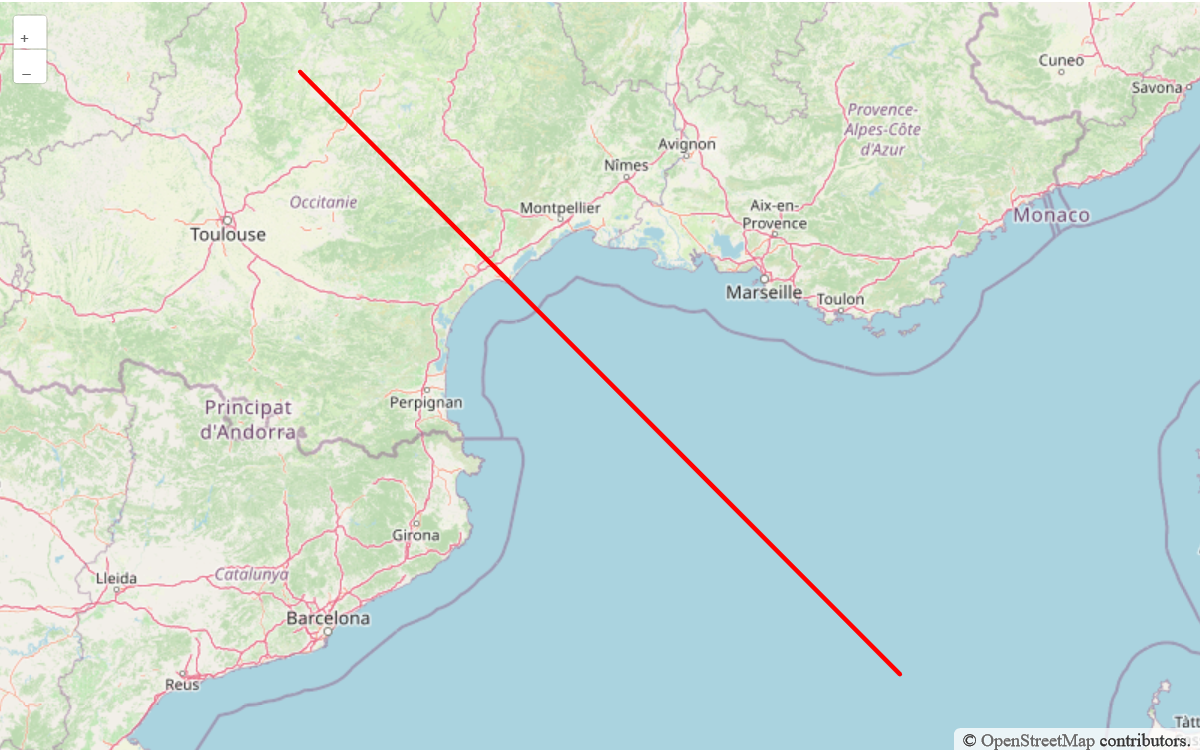 +
–
Cuneo
Savona
Provence-
Alpes-Côte
d'Azur
Avignon
Nîmes
Occitanie
Montpellier
Aix-en-
Provence
Monaco
Toulouse
Marseille
Toulon
Perpignan
Principat
d'Andorra
Girona
Catalunya
Lleida
Barcelona
Reus
Tàtt
© OpenStreetMap contributors.